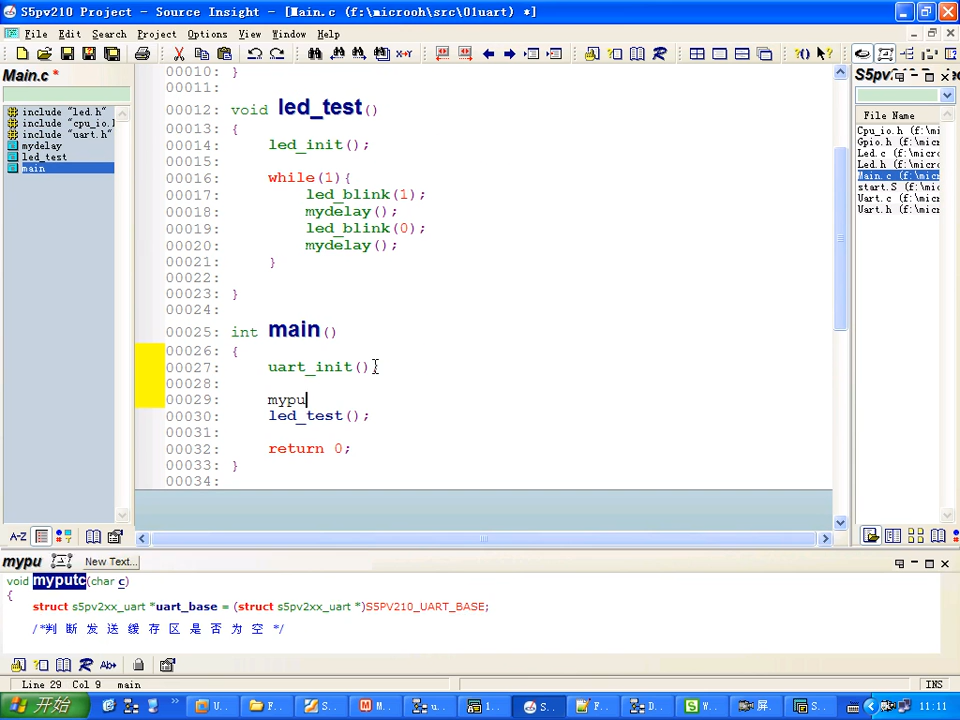 S5pv210 Project - Source Insight - [Main.c (f:\microoh\src\01uart) *]
File Edit Search Project Options View Window Help
Main.c *
include "led.h"
include "cpu_io.
include "uart.h"
mydelay
led_test
main
00010: }
00011:
00012: void led_test()
00013: {
00014: led_init();
00015:
00016: while(1){
00017: led_blink(1);
00018: mydelay();
00019: led_blink(0);
00020: mydelay();
00021: }
00022:
00023: }
00024:
00025: int main()
00026: {
00027: uart_init()
00028:
00029: mypu
00030: led_test();
00031:
00032: return 0;
00033: }
00034:
S5pv
File Name
Cpu_io.h (f:\mi
Gpio.h (f:\micr
Led.c (f:\micro
Led.h (f:\micro
Main.c (f:\micr
start.S (f:\mic
Uart.c (f:\micr
Uart.h (f:\micr
A-Z
mypu New Text...
void myputc(char c)
{
struct s5pv2xx_uart *uart_base = (struct s5pv2xx_uart *)S5PV210_UART_BASE;
/*判 断 发 送 缓 存 区 是 否 为 空 */
Line 29 Col 9 main INS
开始 U... F... S... M... u... 1... S... F... D... W... 屏... S... 11:11